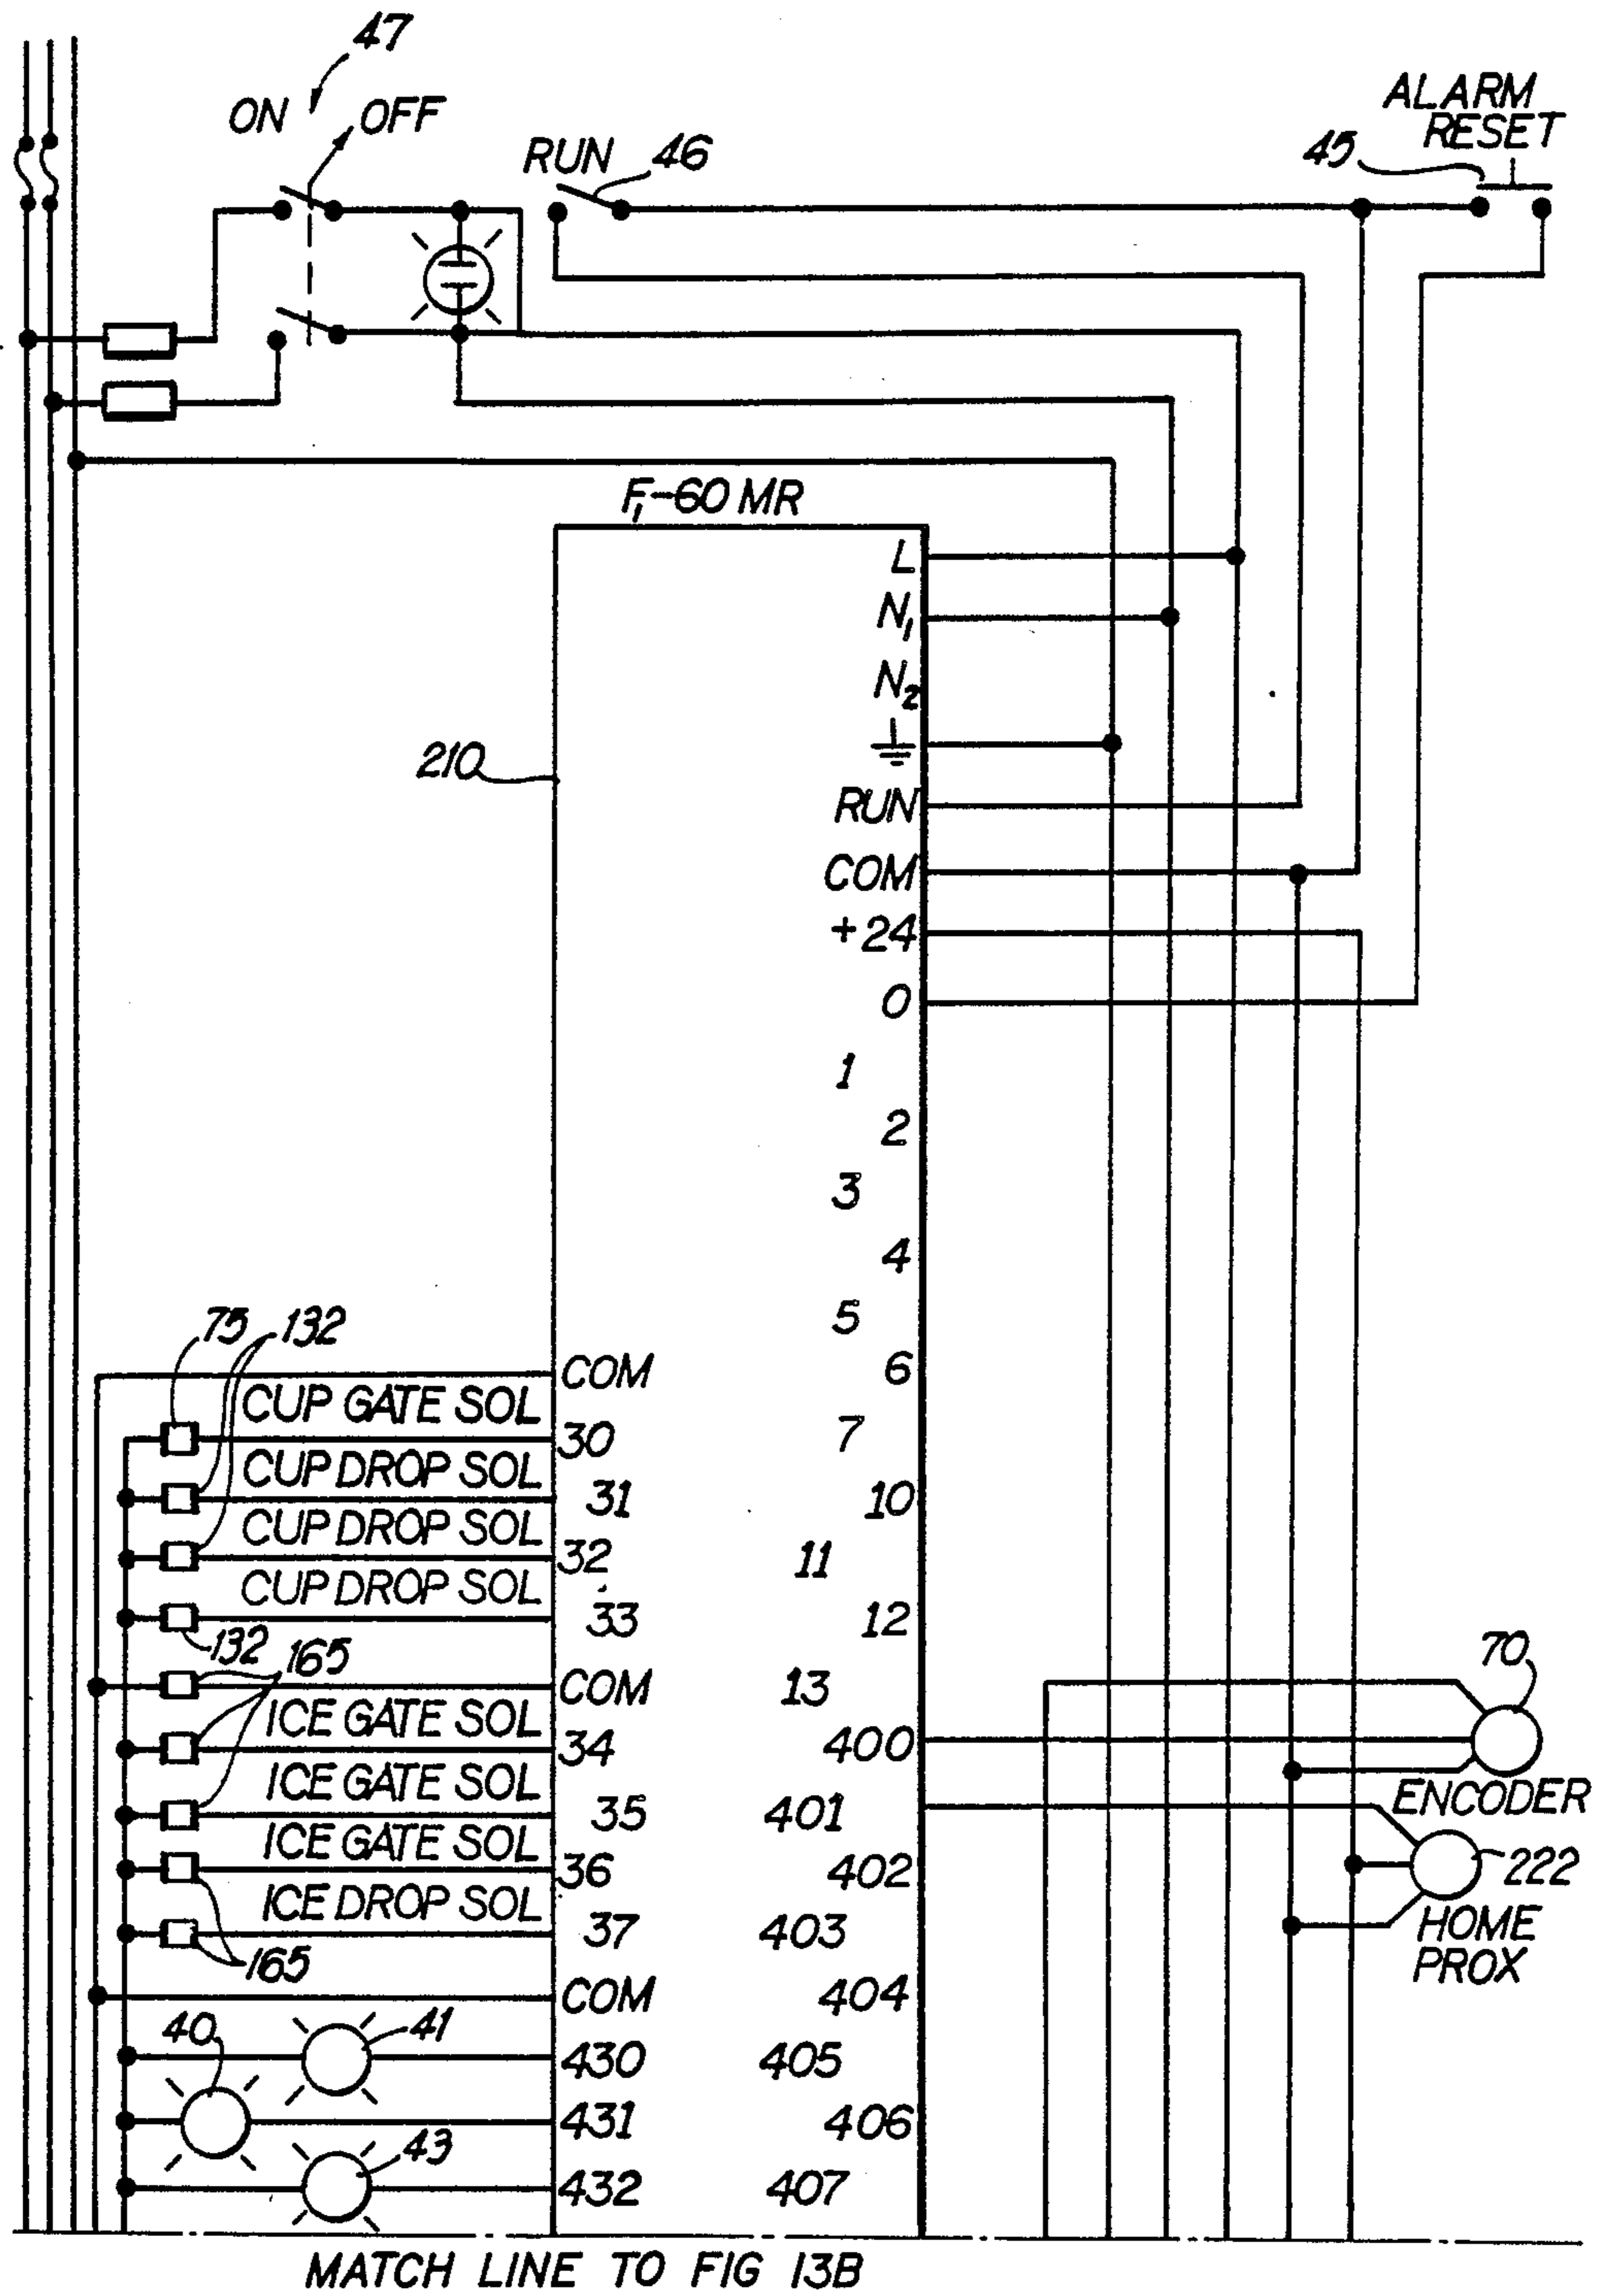 47
ON OFF
RUN 46
ALARM
RESET
45
F1-60 MR
L
N1
N2
210
RUN
COM
+24
0
1
2
3
4
5
6
7
10
11
12
13
400
401
402
403
404
405
406
407
75 132
COM
CUP GATE SOL
30
CUP DROP SOL
31
CUP DROP SOL
32
CUP DROP SOL
33
132 165
COM
ICE GATE SOL
34
ICE GATE SOL
35
ICE GATE SOL
36
ICE DROP SOL
37
165
COM
40 41
430
431
43
432
70
ENCODER
222
HOME
PROX
MATCH LINE TO FIG 13B